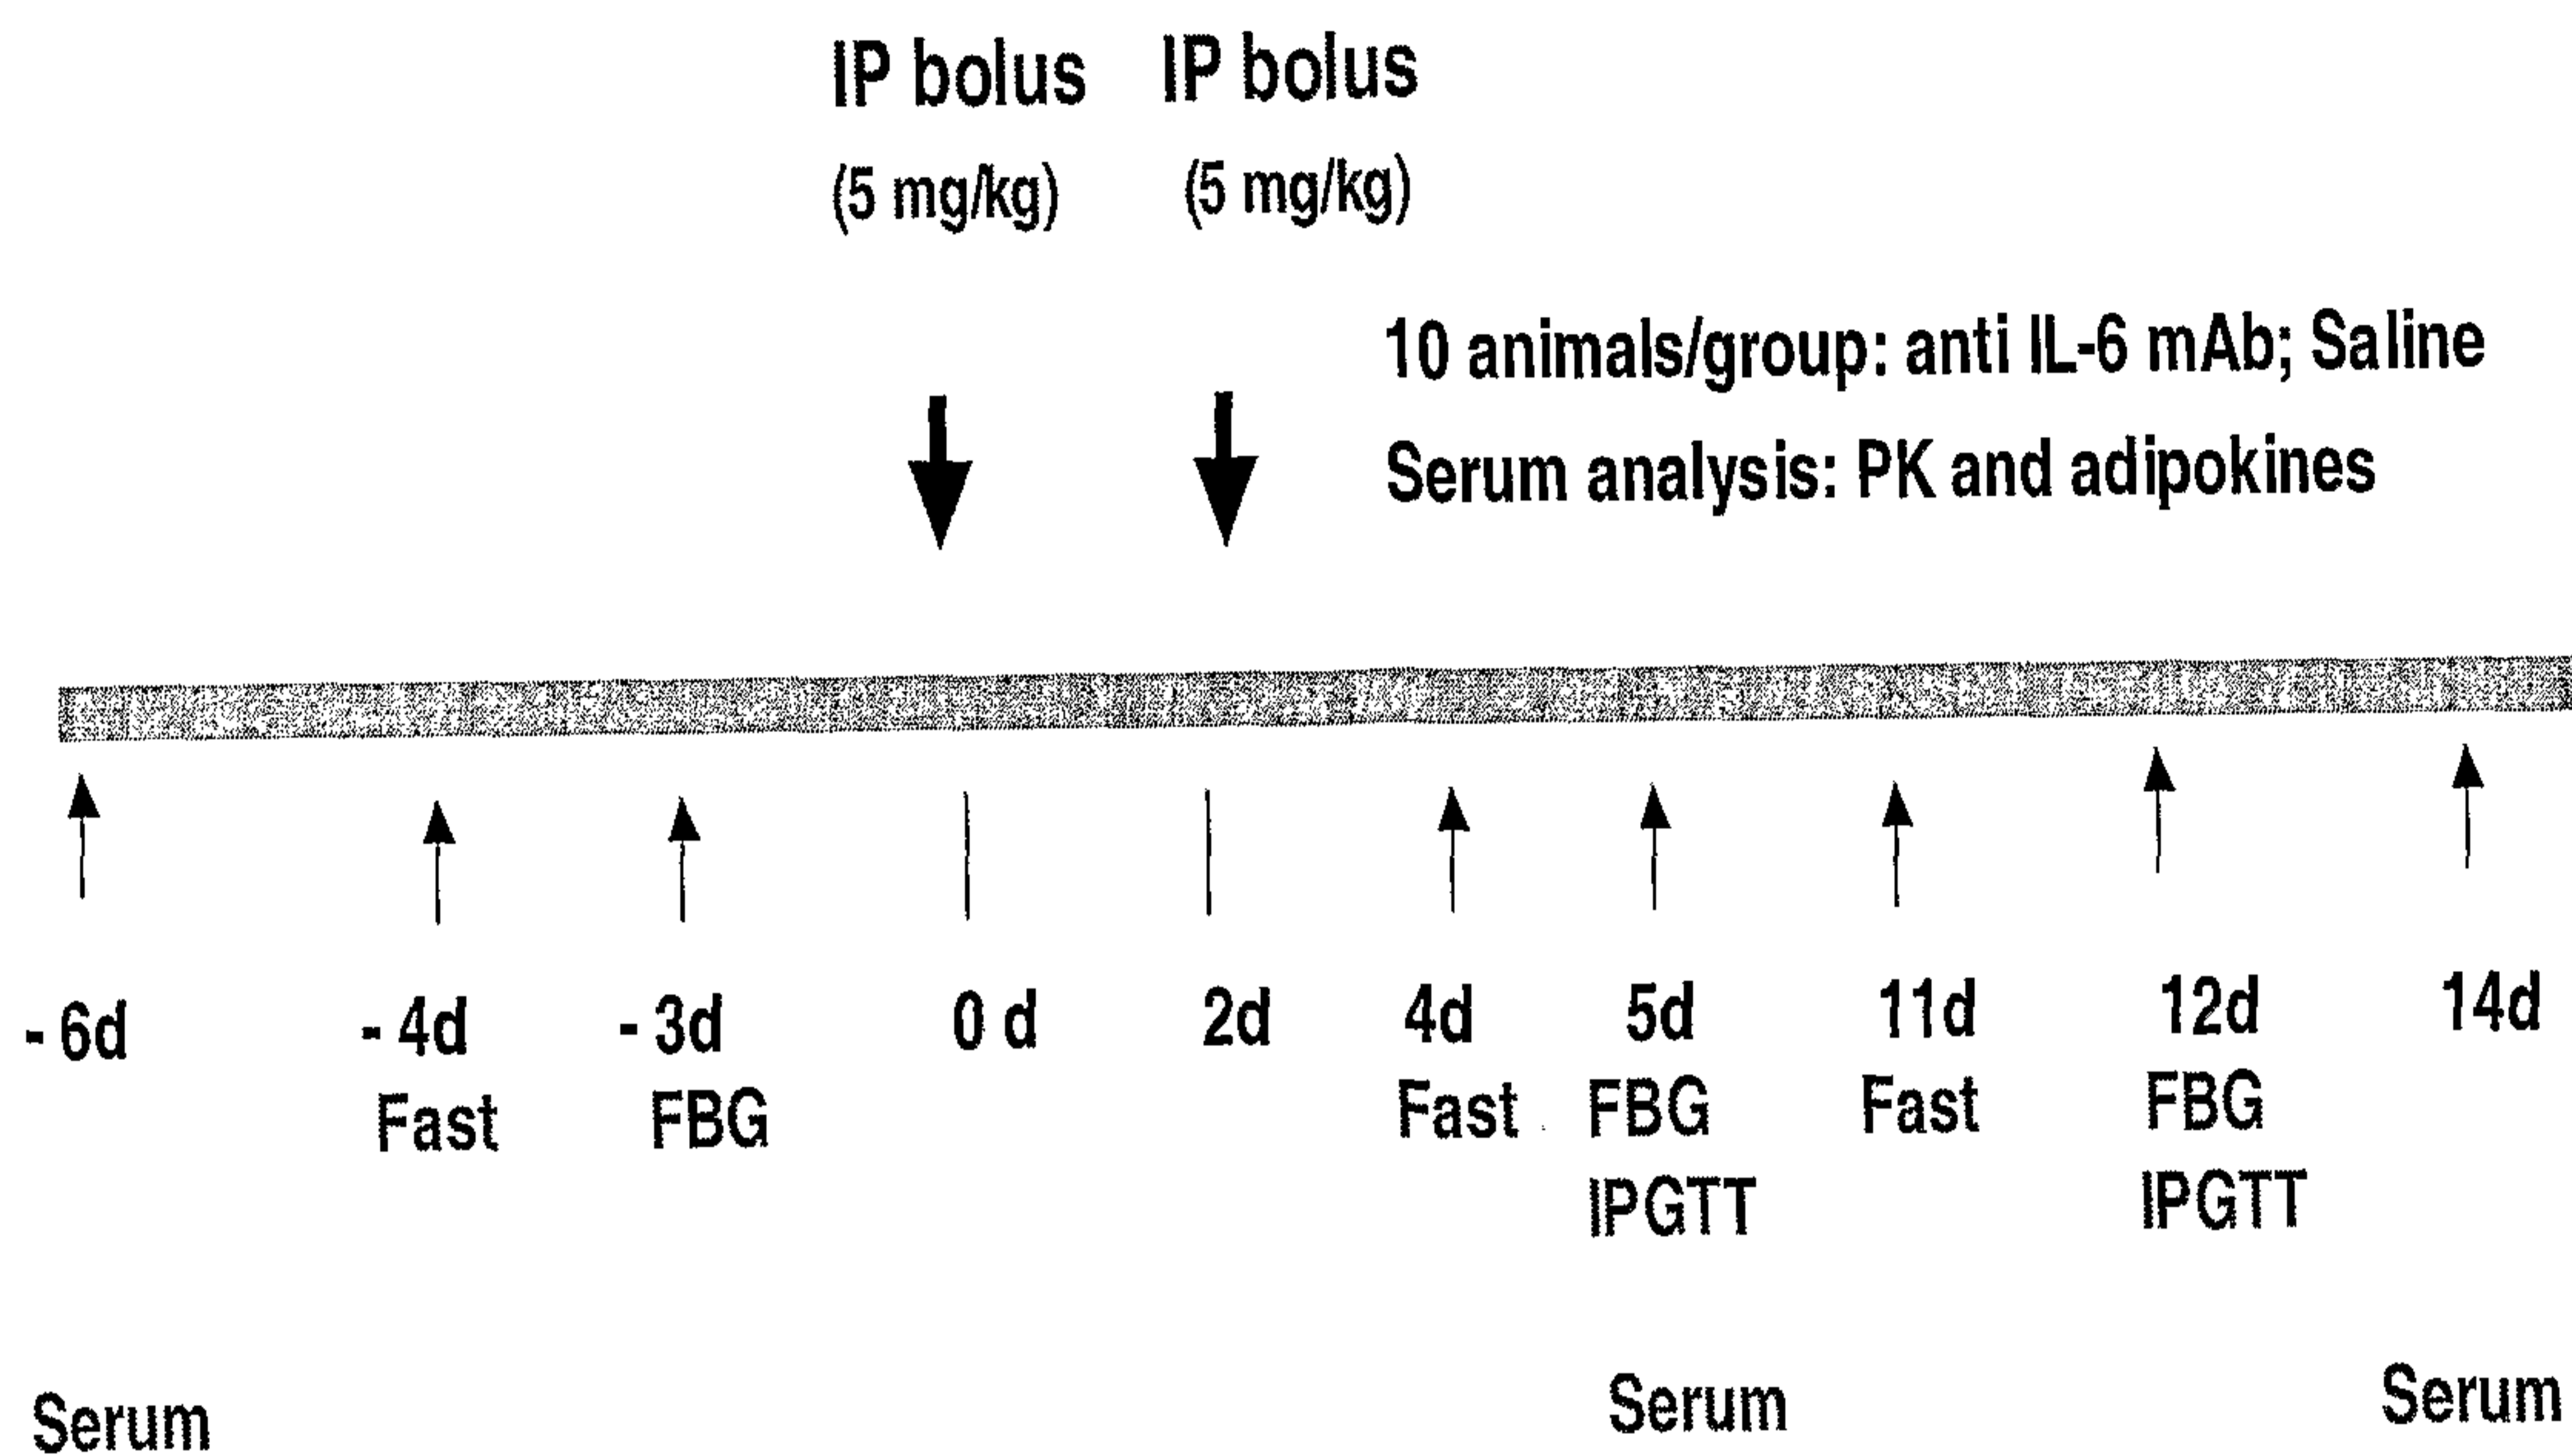 IP bolus IP bolus
(5 mg/kg) (5 mg/kg)
10 animals/group: anti IL-6 mAb; Saline
Serum analysis: PK and adipokines
- 6d - 4d - 3d 0 d 2d 4d 5d 11d 12d 14d
Fast FBG Fast FBG Fast FBG
IPGTT IPGTT
Serum Serum Serum